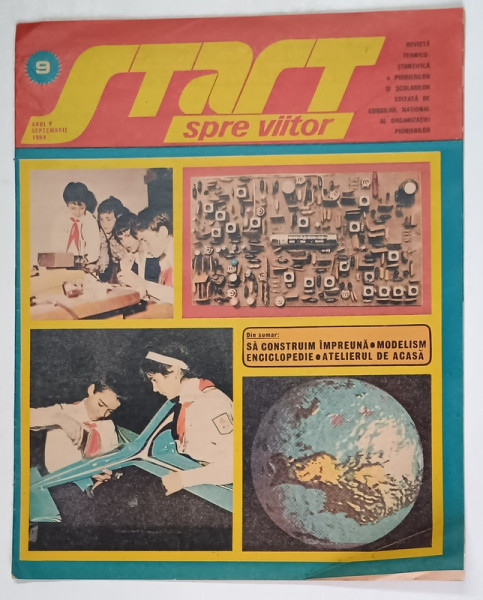 9
START
spre viitor
ANUL V
SEPTEMBRIE
1984
REVISTĂ
TEHNICO-
ȘTIINȚIFICĂ
A PIONIERILOR
ȘI ȘCOLARILOR
EDITATĂ DE
CONSILIUL NAȚIONAL
AL ORGANIZAȚIEI
PIONIERILOR
Din sumar:
SĂ CONSTRUIM ÎMPREUNĂ • MODELISM
ENCICLOPEDIE • ATELIERUL DE ACASĂ